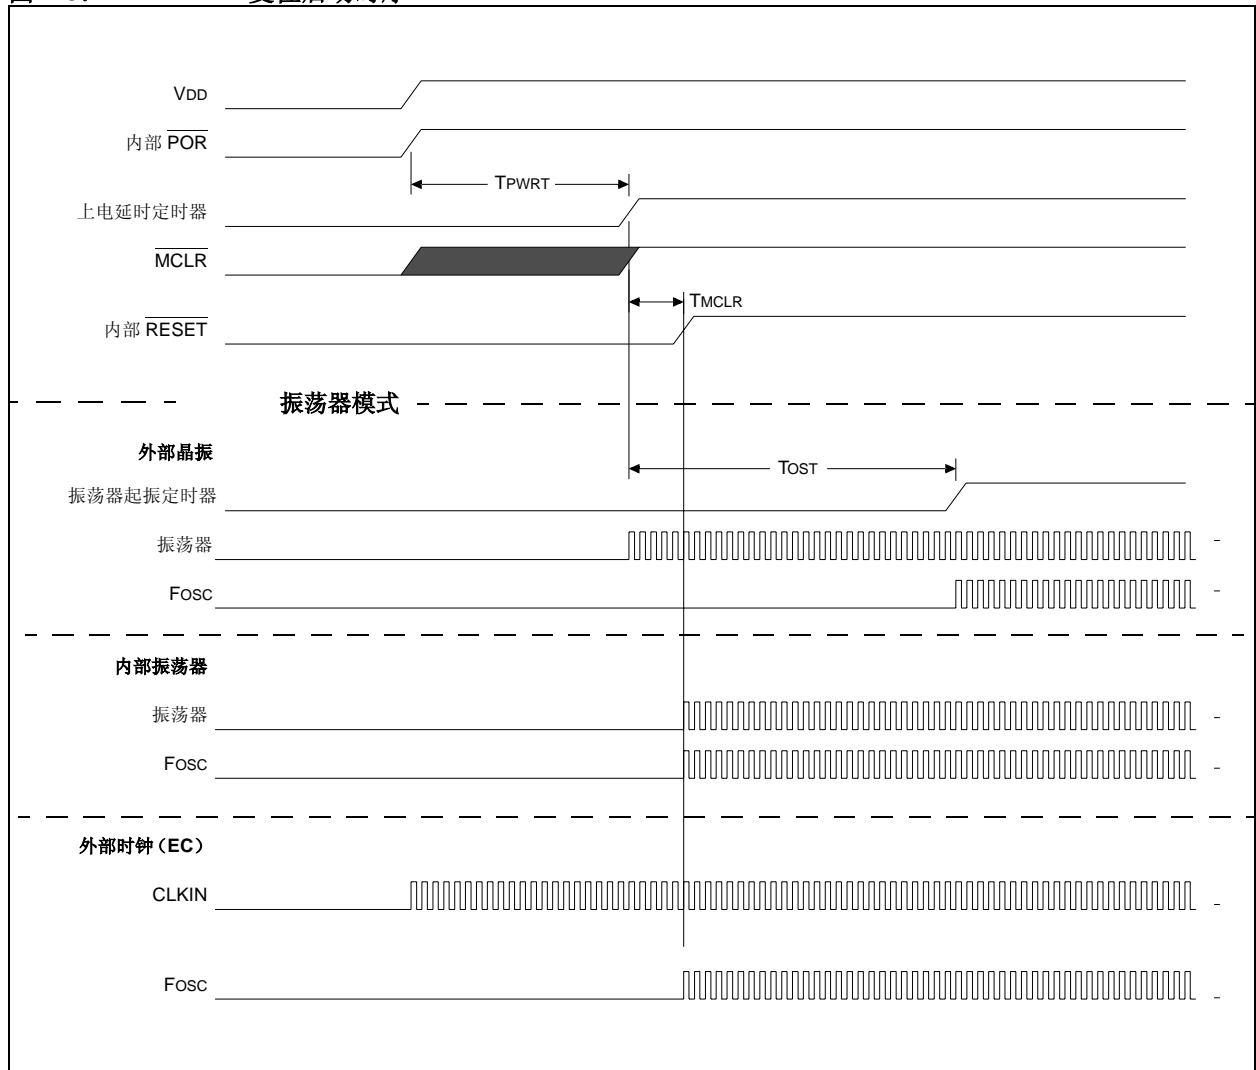 VDD
内部 POR
TPWRT
上电延时定时器
MCLR
TMCLR
内部 RESET
振荡器模式
外部晶振
TOST
振荡器起振定时器
振荡器
FOSC
内部振荡器
振荡器
FOSC
外部时钟（EC）
CLKIN
FOSC